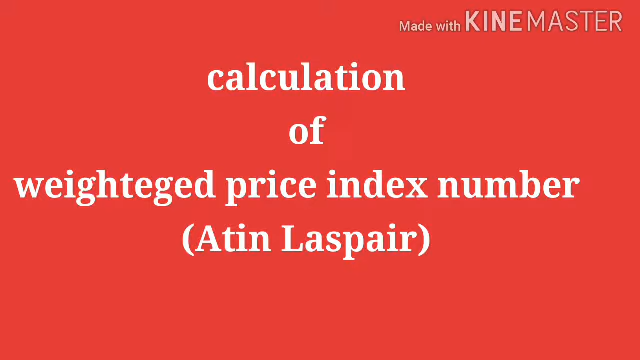 Made with KINEMASTER
calculation
of
weighteged price index number
(Atin Laspair)